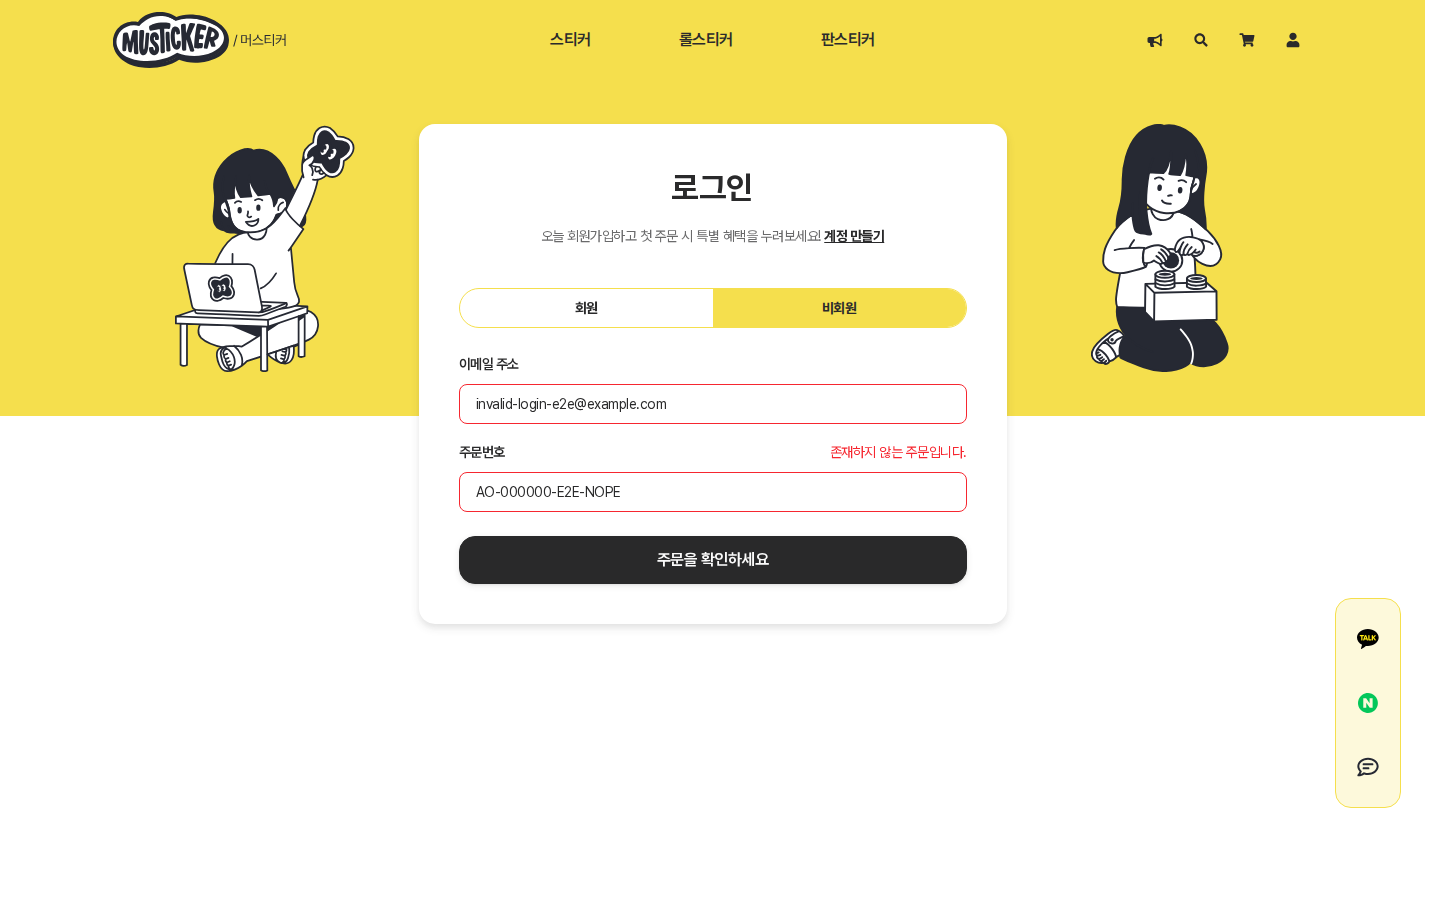 MUSTICKER / 머스티커
스티커
롤스티커
판스티커
로그인
오늘 회원가입하고 첫 주문 시 특별 혜택을 누려보세요! 계정 만들기
회원
비회원
이메일 주소
invalid-login-e2e@example.com
주문번호
존재하지 않는 주문입니다.
AO-000000-E2E-NOPE
주문을 확인하세요
TALK
N